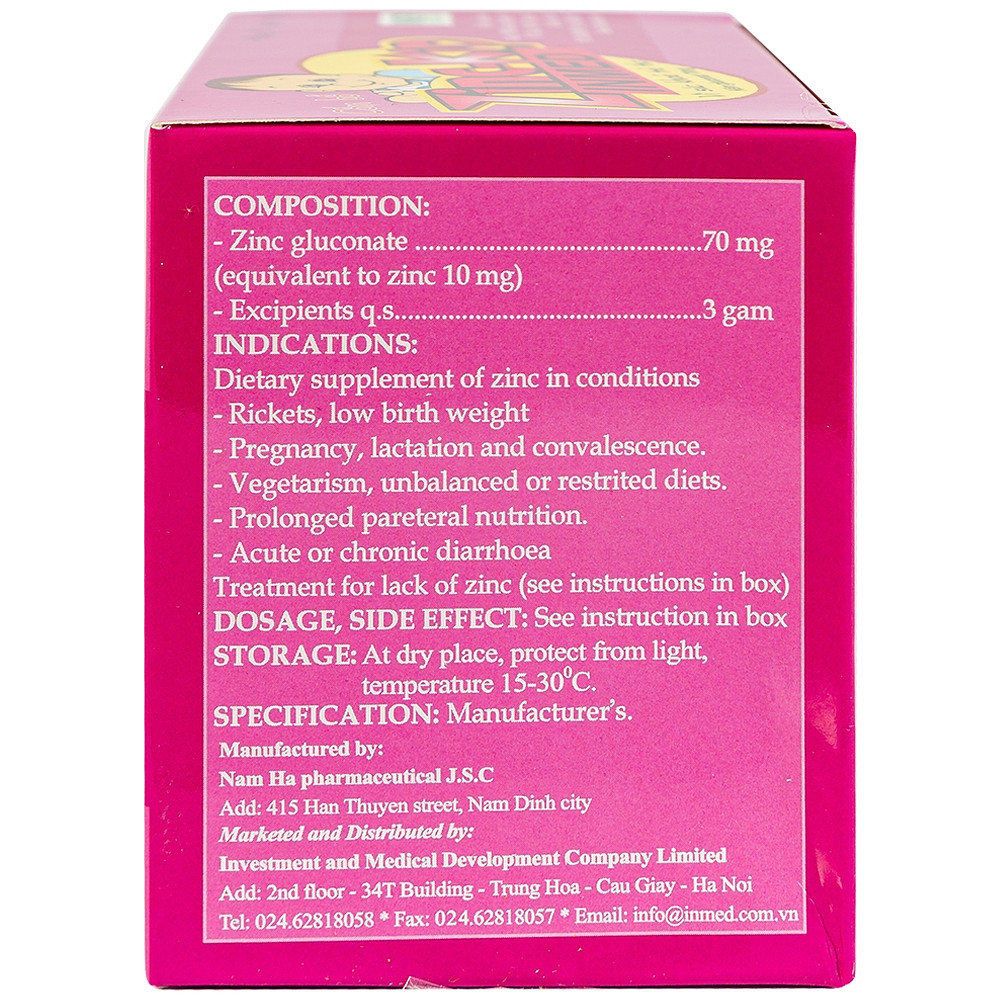 COMPOSITION:
- Zinc gluconate ...........................................70 mg
(equivalent to zinc 10 mg)
- Excipients q.s..............................................3 gam
INDICATIONS:
Dietary supplement of zinc in conditions
- Rickets, low birth weight
- Pregnancy, lactation and convalescence.
- Vegetarism, unbalanced or restrited diets.
- Prolonged pareteral nutrition.
- Acute or chronic diarrhoea
Treatment for lack of zinc (see instructions in box)
DOSAGE, SIDE EFFECT: See instruction in box
STORAGE: At dry place, protect from light,
temperature 15-30⁰C.
SPECIFICATION: Manufacturer's.
Manufactured by:
Nam Ha pharmaceutical J.S.C
Add: 415 Han Thuyen street, Nam Dinh city
Marketed and Distributed by:
Investment and Medical Development Company Limited
Add: 2nd floor - 34T Building - Trung Hoa - Cau Giay - Ha Noi
Tel: 024.62818058 * Fax: 024.62818057 * Email: info@inmed.com.vn